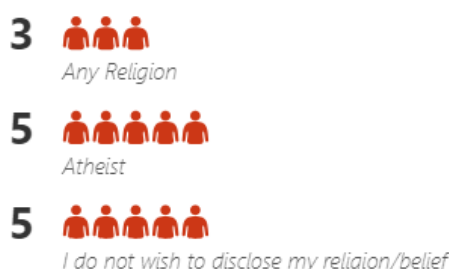 3
Any Religion
5
Atheist
5
I do not wish to disclose my religion/belief